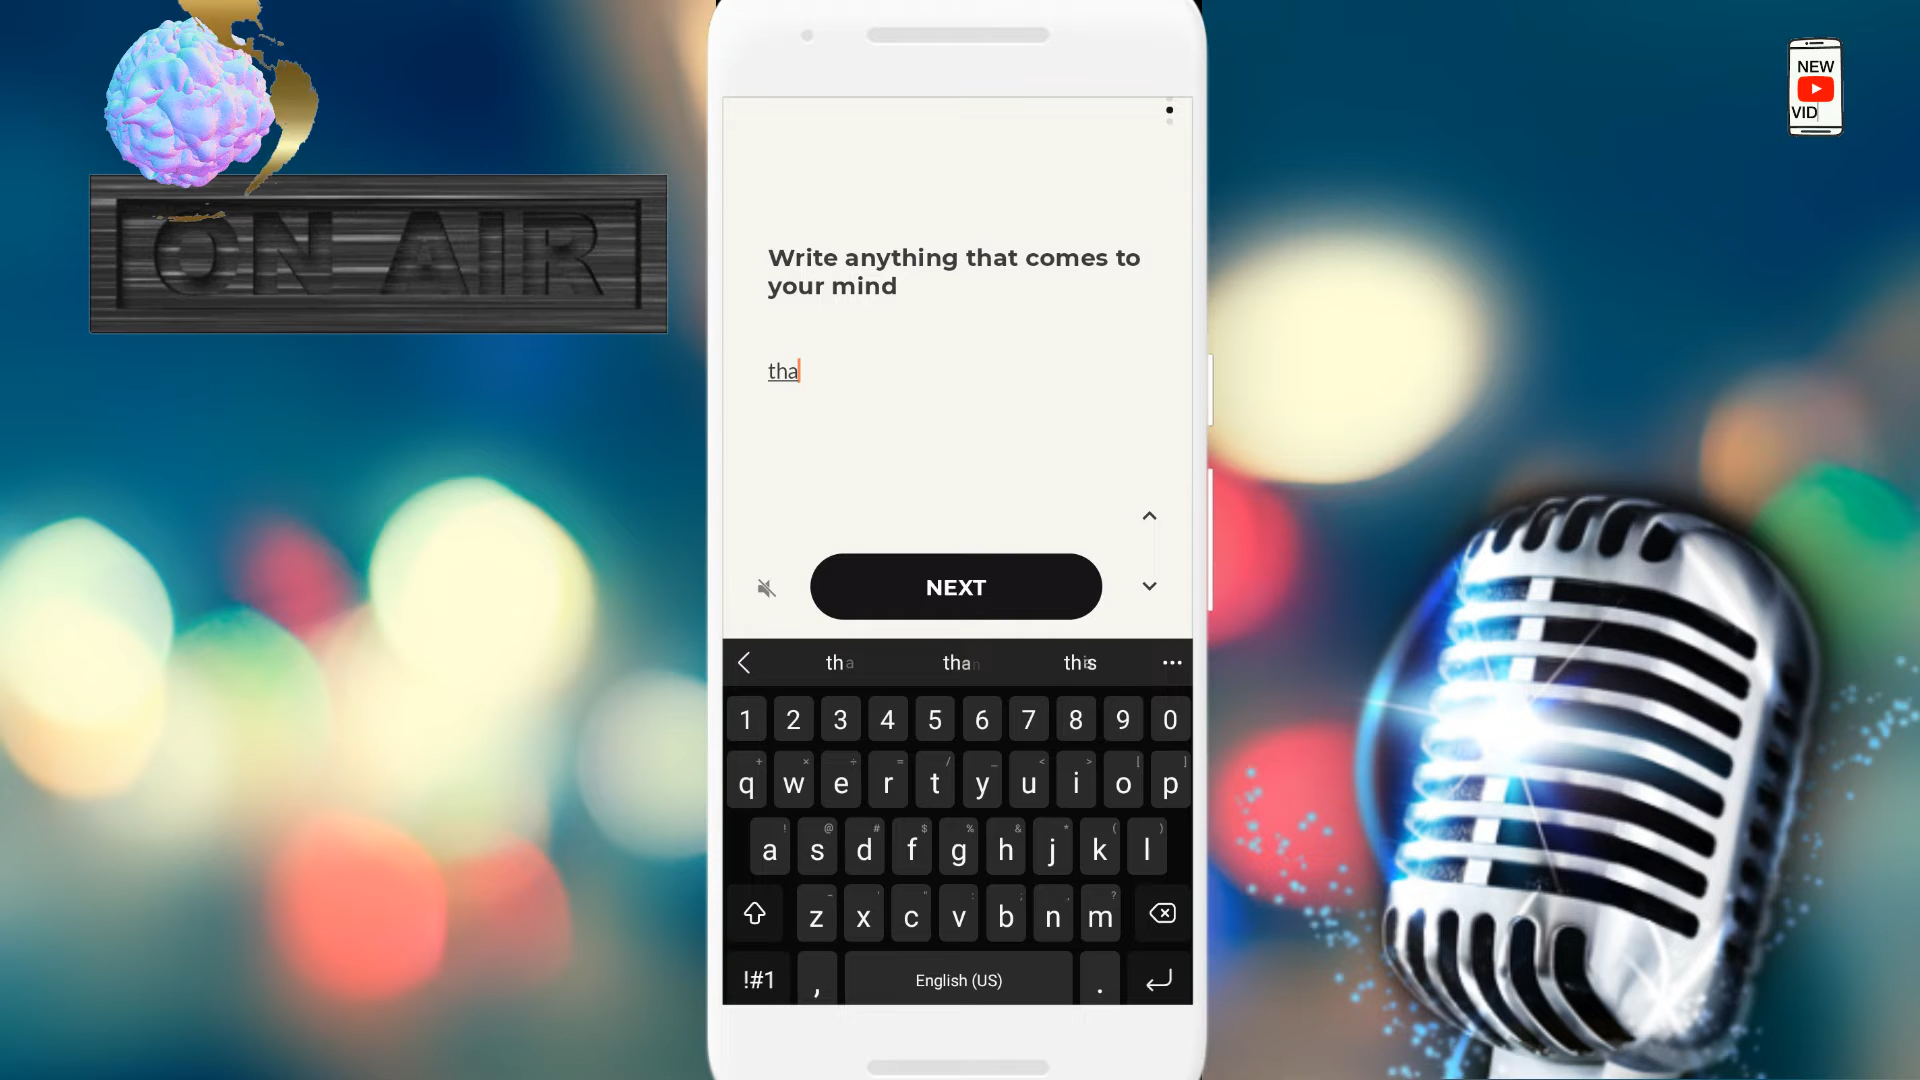 NEW
VID
ON AIR
Write anything that comes to
your mind
tha
NEXT
tha than this
1 2 3 4 5 6 7 8 9 0
q w e r t y u i o p
a s d f g h j k l
z x c v b n m
!#1 , English (US) .